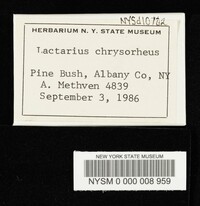 HERBARIUM N. Y. STATE MUSEUM
Lactarius chrysorheus
Pine Bush, Albany Co, NY
A. Methven 4839
September 3, 1986
NEW YORK STATE MUSEUM
NYSM 0 000 008 959